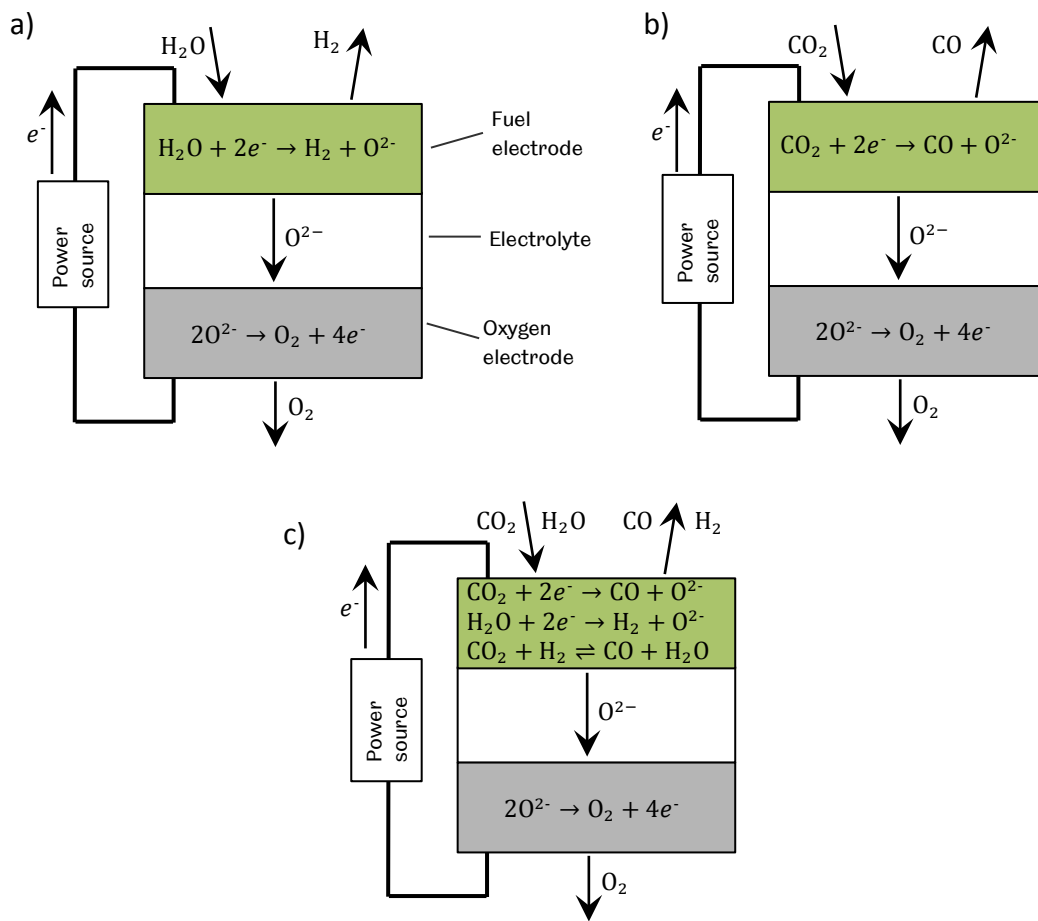 a)
H₂O
H₂
e⁻
Power
source
H₂O + 2e⁻ → H₂ + O²⁻
O²⁻
2O²⁻ → O₂ + 4e⁻
O₂
Fuel
electrode
Electrolyte
Oxygen
electrode
b)
CO₂
CO
e⁻
Power
source
CO₂ + 2e⁻ → CO + O²⁻
O²⁻
2O²⁻ → O₂ + 4e⁻
O₂
c)
CO₂ H₂O
CO H₂
e⁻
Power
source
CO₂ + 2e⁻ → CO + O²⁻
H₂O + 2e⁻ → H₂ + O²⁻
CO₂ + H₂ ⇌ CO + H₂O
O²⁻
2O²⁻ → O₂ + 4e⁻
O₂